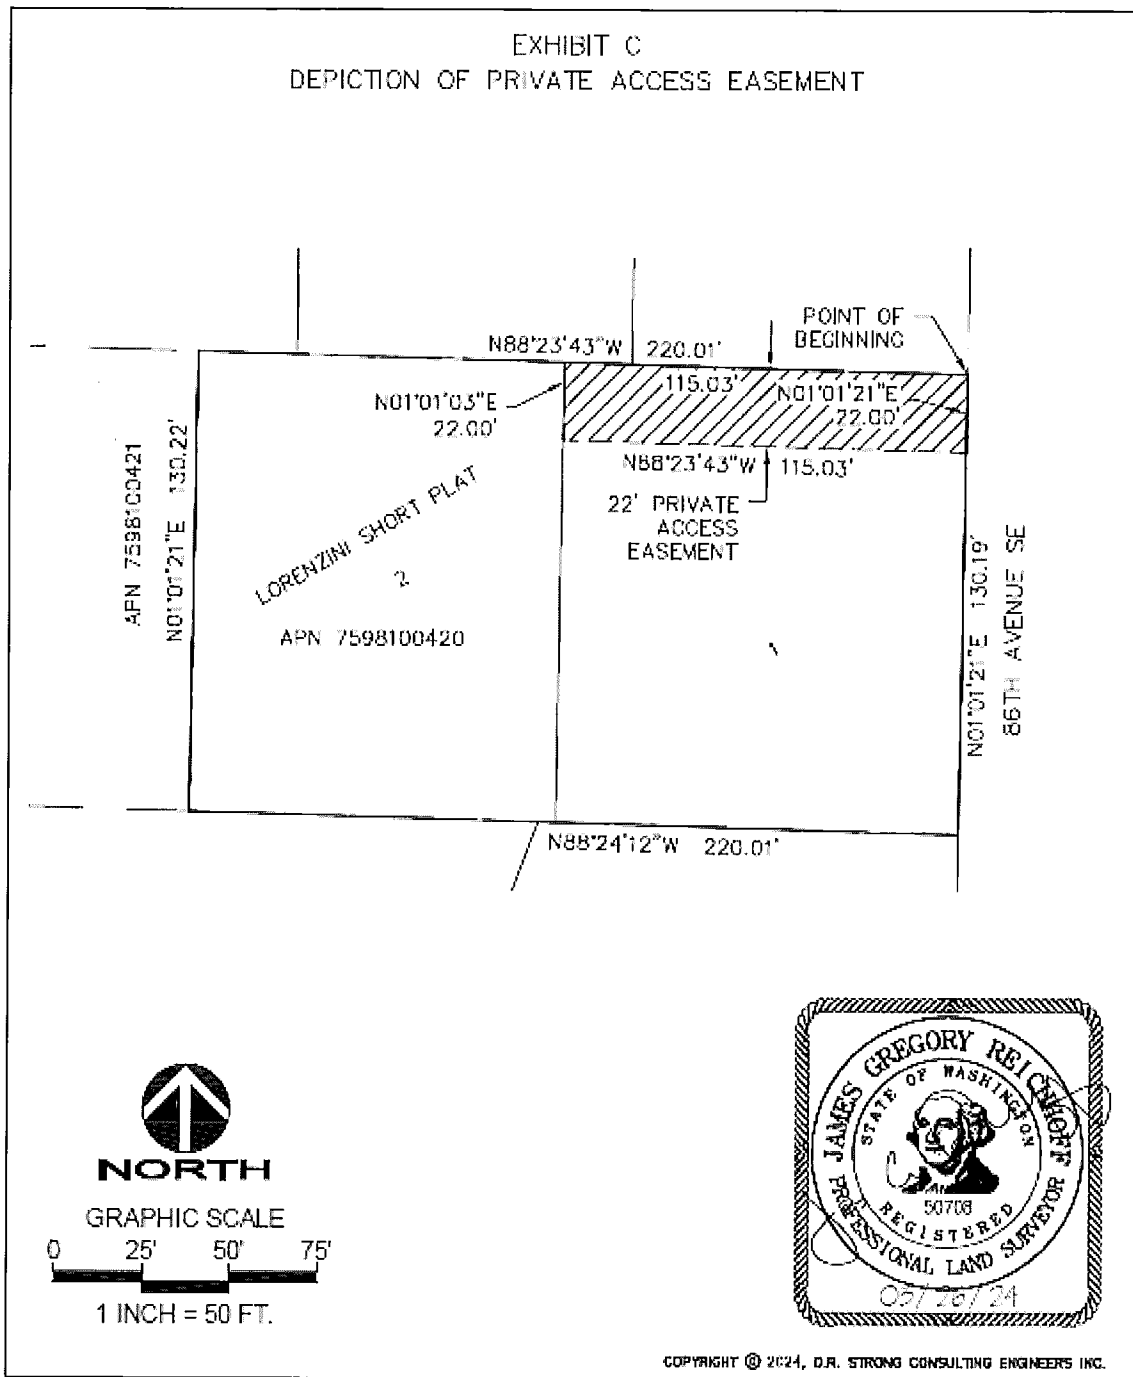 EXHIBIT C
DEPICTION OF PRIVATE ACCESS EASEMENT
POINT OF
BEGINNING
N88°23'43"W 220.01'
115.03'
N01°01'21"E
22.00'
N01°01'03"E
22.00'
N88°23'43"W 115.03'
22' PRIVATE
ACCESS
EASEMENT
APN 7598100421
N01°01'21"E 130.22'
LORENZINI SHORT PLAT
2
APN 7598100420
N01°01'21"E 130.19'
86TH AVENUE SE
N88°24'12"W 220.01'
NORTH
GRAPHIC SCALE
0 25' 50' 75'
1 INCH = 50 FT.
JAMES GREGORY REICHHOFF
STATE OF WASHINGTON
50708
REGISTERED
PROFESSIONAL LAND SURVEYOR
COPYRIGHT © 2024, D.R. STRONG CONSULTING ENGINEERS INC.